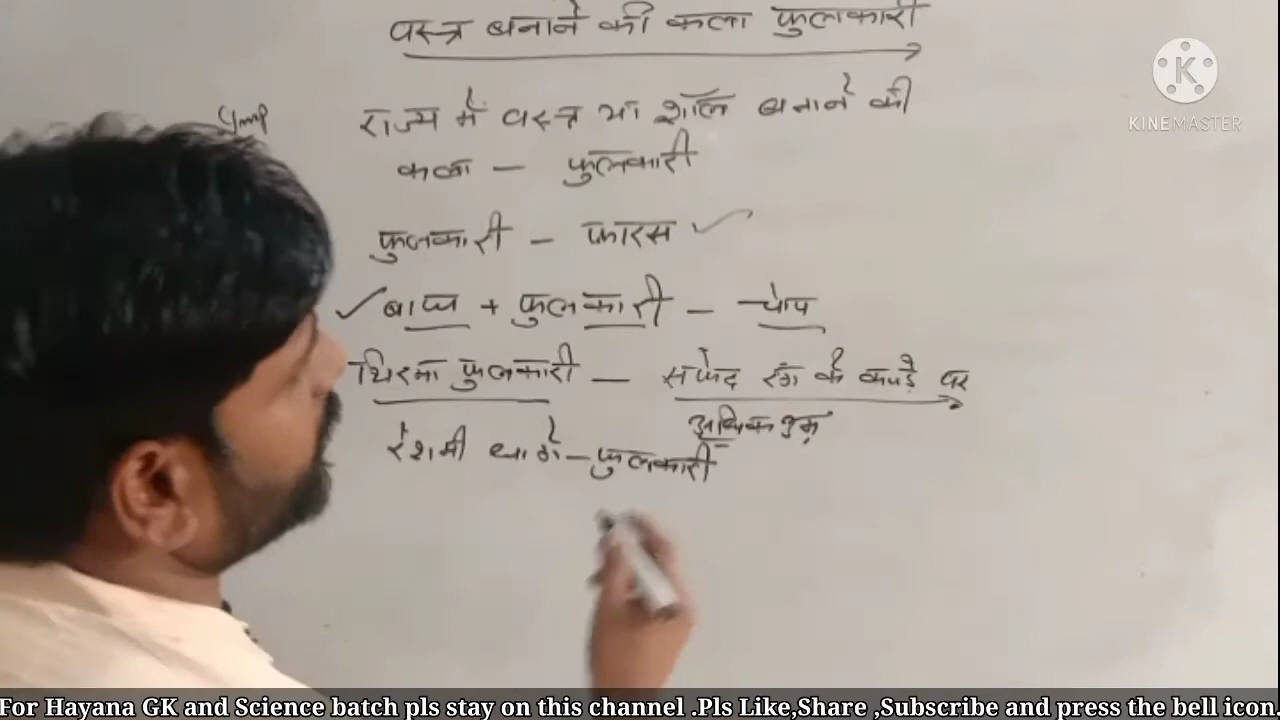 वस्त्र बनाने की कला फुलकारी
Imp राज्य में वस्त्र या शॉल बनाने की
कला – फुलकारी
फुलकारी – फारस ✓
✓ बाघ + फुलकारी – चोप
थिरमा फुलकारी – सफेद रंग के कपड़े पर
रेशमी धागे – फुलकारी
KINEMASTER
For Hayana GK and Science batch pls stay on this channel .Pls Like,Share ,Subscribe and press the bell icon.